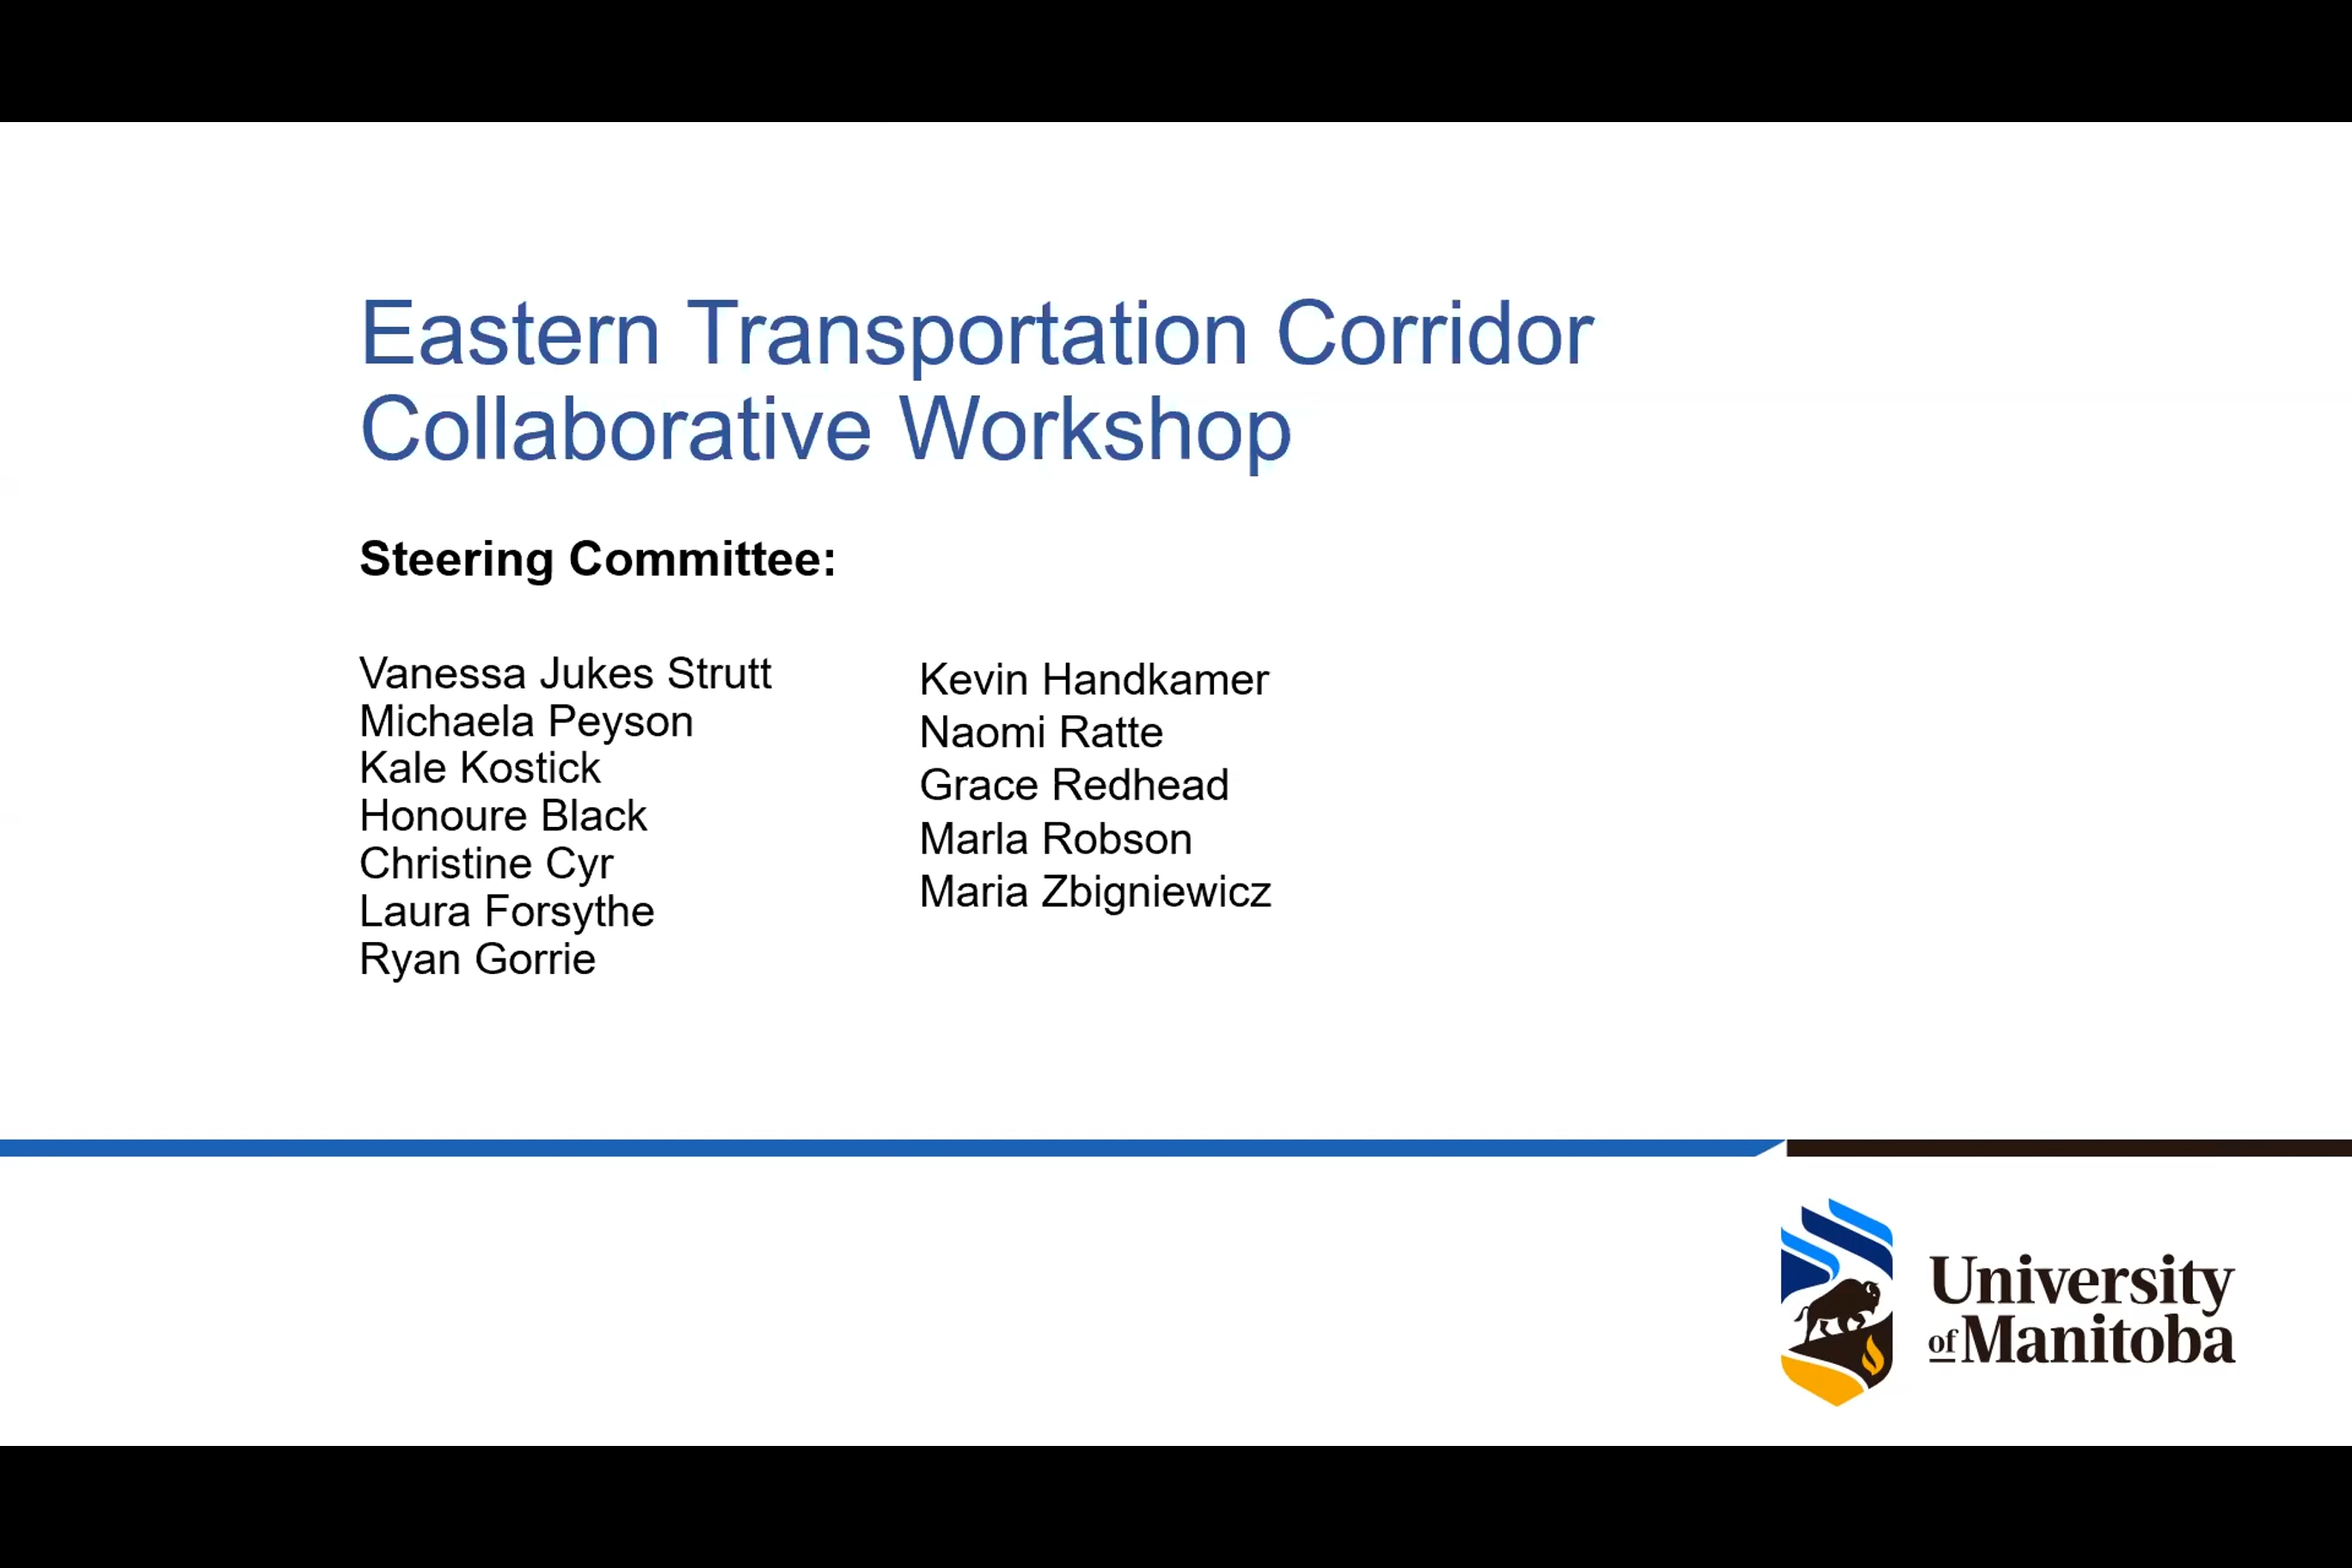 Eastern Transportation Corridor
Collaborative Workshop
Steering Committee:
Vanessa Jukes Strutt
Michaela Peyson
Kale Kostick
Honoure Black
Christine Cyr
Laura Forsythe
Ryan Gorrie
Kevin Handkamer
Naomi Ratte
Grace Redhead
Marla Robson
Maria Zbigniewicz
University
of Manitoba